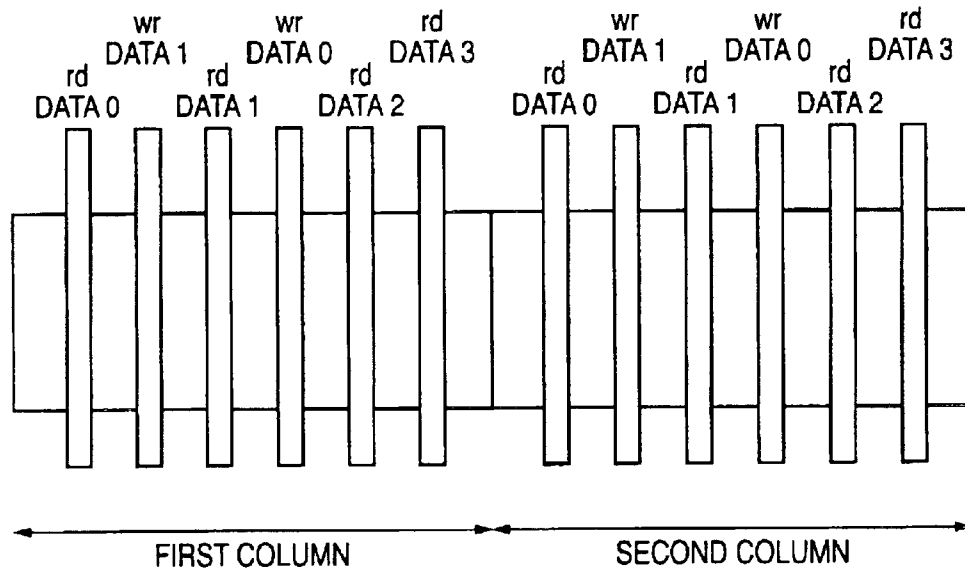 wr
DATA 1
wr
DATA 0
rd
DATA 3
wr
DATA 1
wr
DATA 0
rd
DATA 3
rd
DATA 0
rd
DATA 1
rd
DATA 2
rd
DATA 0
rd
DATA 1
rd
DATA 2
FIRST COLUMN
SECOND COLUMN